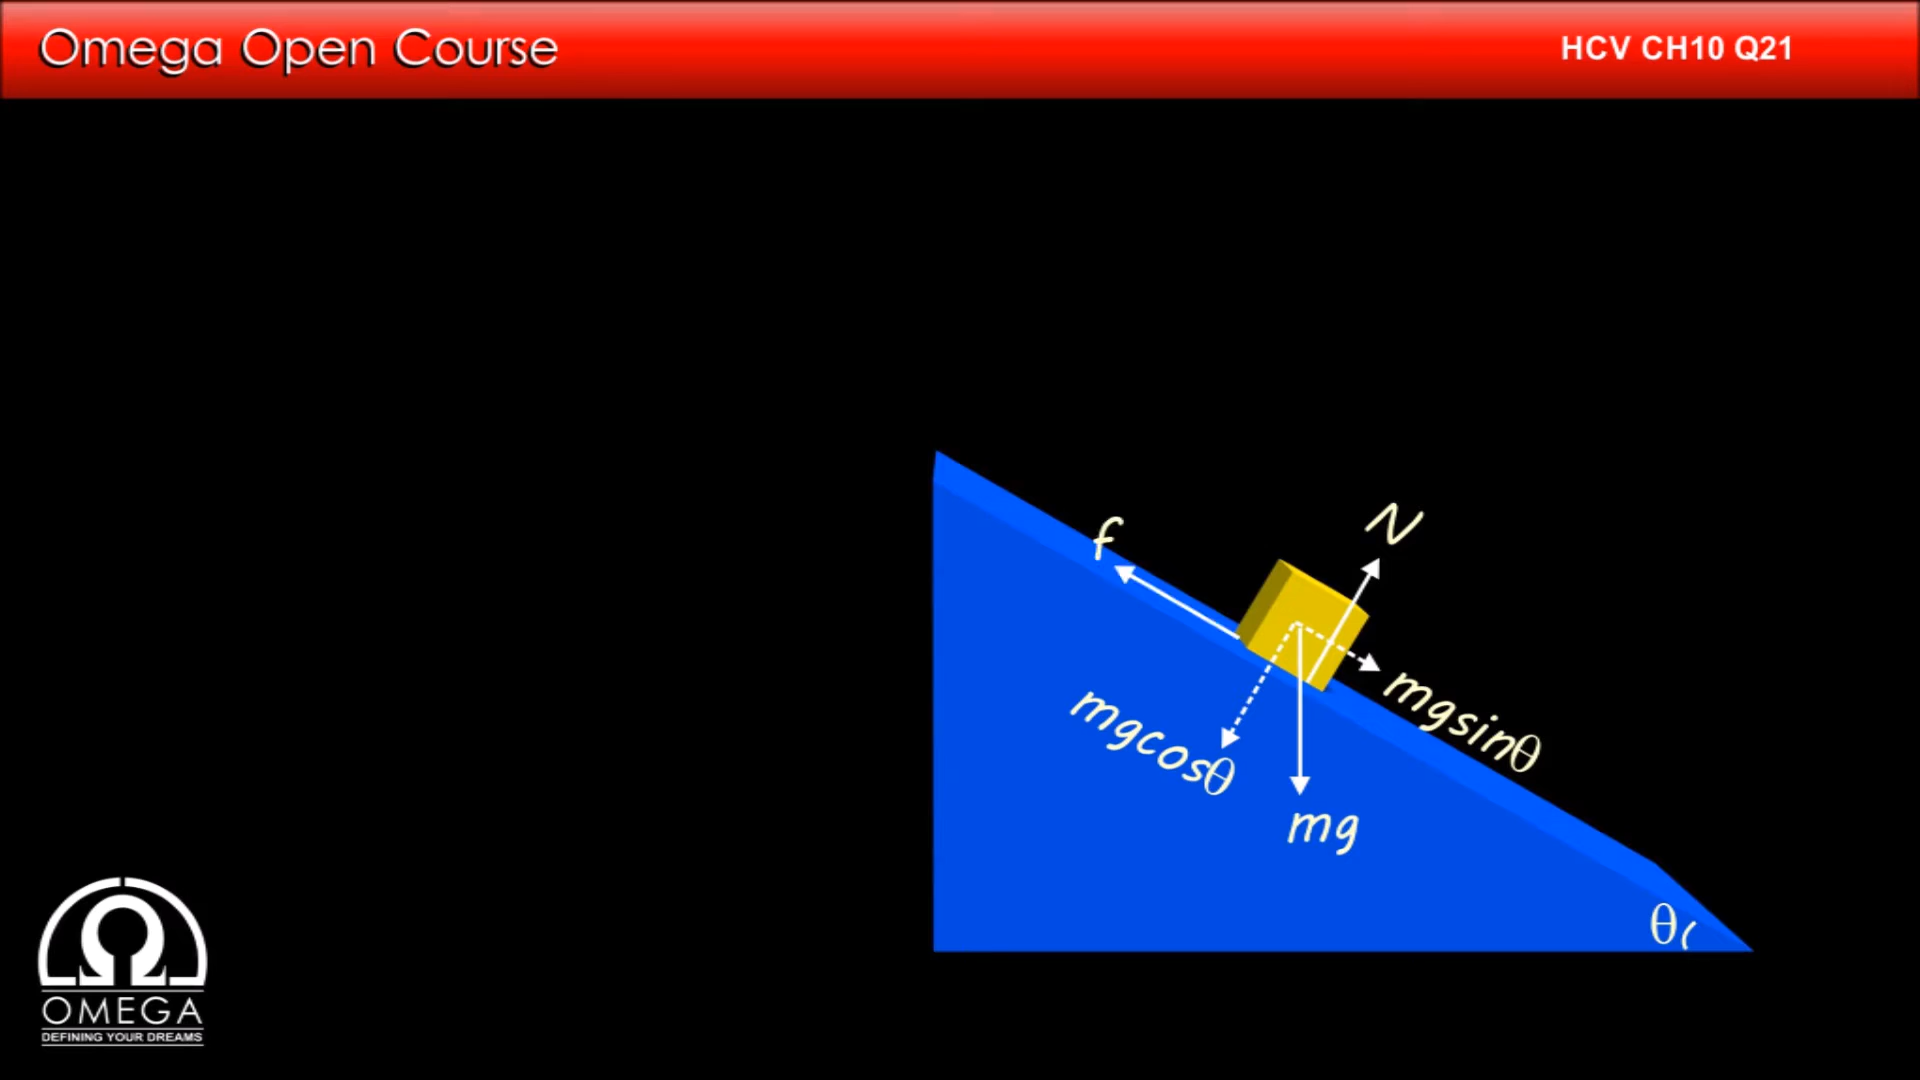 Omega Open Course
HCV CH10 Q21
N
f
mgsinθ
mgcosθ
mg
θ
Ω
OMEGA
DEFINING YOUR DREAMS